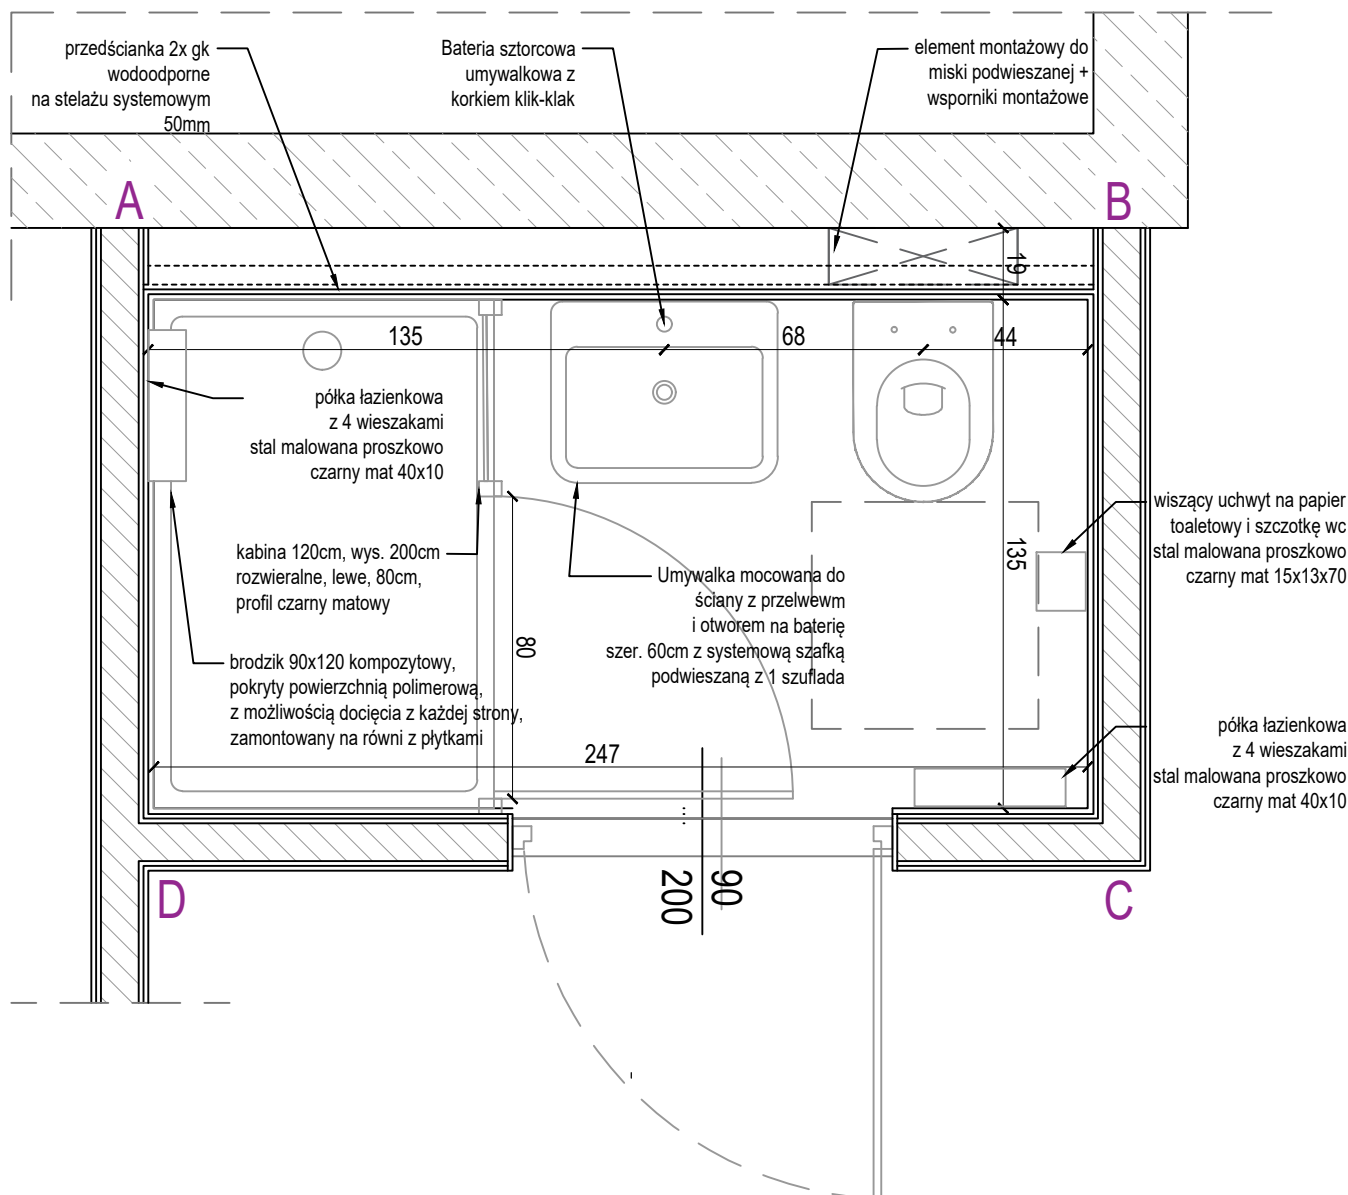 przedścianka 2x gk
wodoodporne
na stelażu systemowym
50mm
Bateria sztorcowa
umywalkowa z
korkiem klik-klak
element montażowy do
miski podwieszanej +
wsporniki montażowe
A
B
19
135
68
44
półka łazienkowa
z 4 wieszakami
stal malowana proszkowo
czarny mat 40x10
kabina 120cm, wys. 200cm
rozwieralne, lewe, 80cm,
profil czarny matowy
brodzik 90x120 kompozytowy,
pokryty powierzchnią polimerową,
z możliwością docięcia z każdej strony,
zamontowany na równi z płytkami
80
Umywalka mocowana do
ściany z przelwewm
i otworem na baterię
szer. 60cm z systemową szafką
podwieszaną z 1 szuflada
135
wiszący uchwyt na papier
toaletowy i szczotkę wc
stal malowana proszkowo
czarny mat 15x13x70
półka łazienkowa
z 4 wieszakami
stal malowana proszkowo
czarny mat 40x10
247
...
90
200
D
C